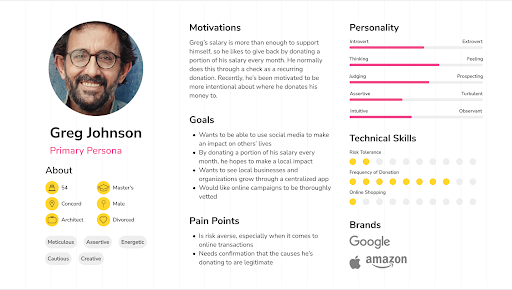 Greg Johnson
Primary Persona
About
54
Master's
Concord
Male
Architect
Divorced
Meticulous
Assertive
Energetic
Cautious
Creative
Motivations
Greg's salary is more than enough to support
himself, so he likes to give back by donating a
portion of his salary every month. He normally
does this through a check as a recurring
donation. Recently, he's been motivated to be
more intentional about where he donates his
money to.
Goals
• Wants to be able to use social media to make
an impact on others' lives
• By donating a portion of his salary every
month, he hopes to make a local impact
• Wants to see local businesses and
organizations grow through a centralized app
• Would like online campaigns to be thoroughly
vetted
Pain Points
• Is risk averse, especially when it comes to
online transactions
• Needs confirmation that the causes he's
donating to are legitimate
Personality
Introvert
Extrovert
Thinking
Feeling
Judging
Prospecting
Assertive
Turbulent
Intuitive
Observant
Technical Skills
Risk Tolerance
Frequency of Donation
Online Shopping
Brands
Google
amazon